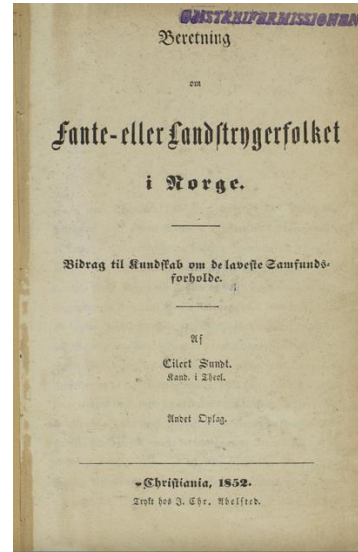 OMSTREIFERMISSIONEN
Beretning
om
Fante- eller Landstrygerfolket
i Norge.
Bidrag til Kundskab om de laveste Samfunds-
forholde.
Af
Eilert Sundt.
Kand. i Theol.
Andet Oplag.
Christiania, 1852.
Trykt hos J. Chr. Abelsted.